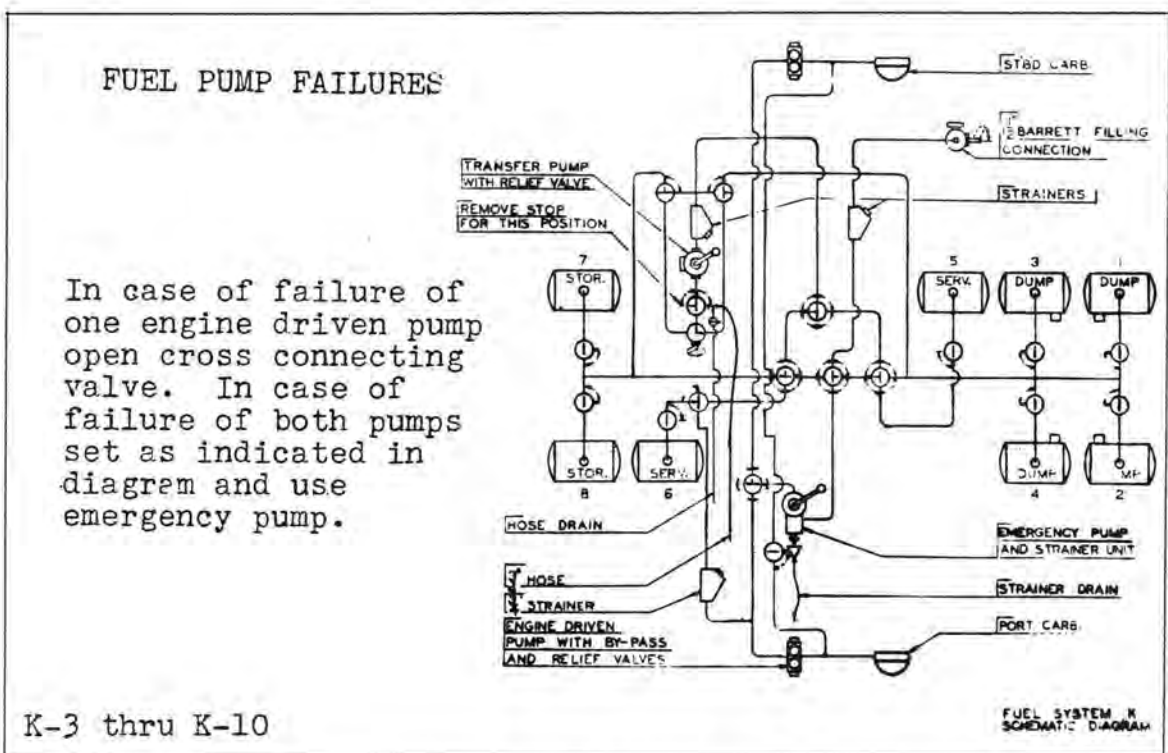 FUEL PUMP FAILURES
In case of failure of
one engine driven pump
open cross connecting
valve. In case of
failure of both pumps
set as indicated in
diagram and use
emergency pump.
K-3 thru K-10
STBD CARB.
BARRETT FILLING
CONNECTION
STRAINERS
TRANSFER PUMP
WITH RELIEF VALVE
REMOVE STOP
FOR THIS POSITION
7
STOR.
5
SERV.
3
DUMP
1
DUMP
STOR.
8
SERV.
6
DUMP
4
MP
2
HOSE DRAIN
HOSE
STRAINER
ENGINE DRIVEN
PUMP WITH BY-PASS
AND RELIEF VALVES
EMERGENCY PUMP
AND STRAINER UNIT
STRAINER DRAIN
PORT CARB.
FUEL SYSTEM K
SCHEMATIC DIAGRAM